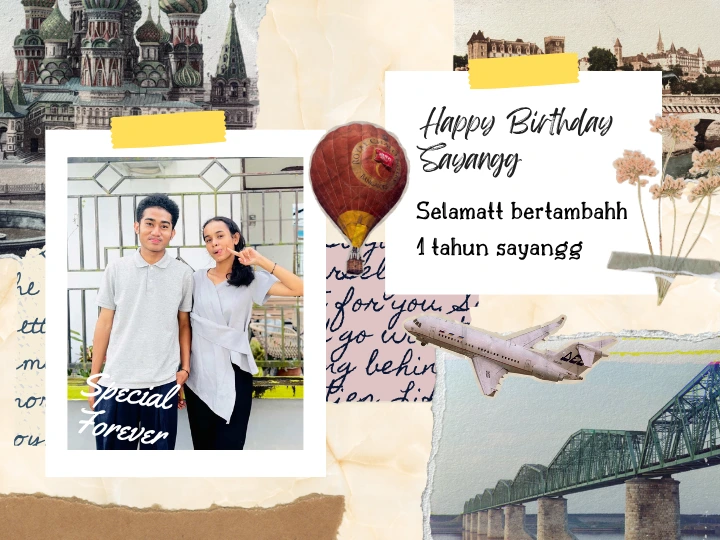 Happy Birthday
Sayangg
Selamatt bertambahh
1 tahun sayangg
for you
go
behin
Special
Forever